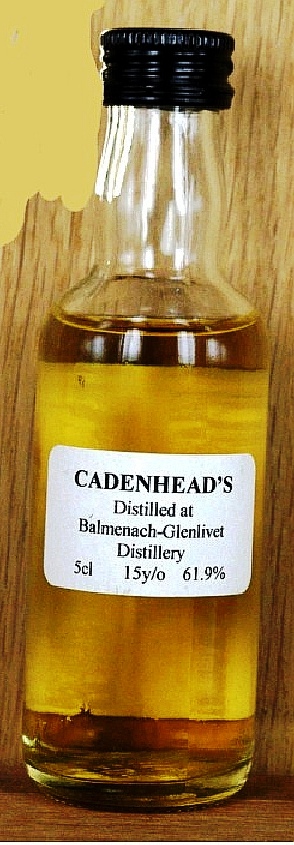 CADENHEAD'S
Distilled at
Balmenach-Glenlivet
Distillery
5cl 15y/o 61.9%